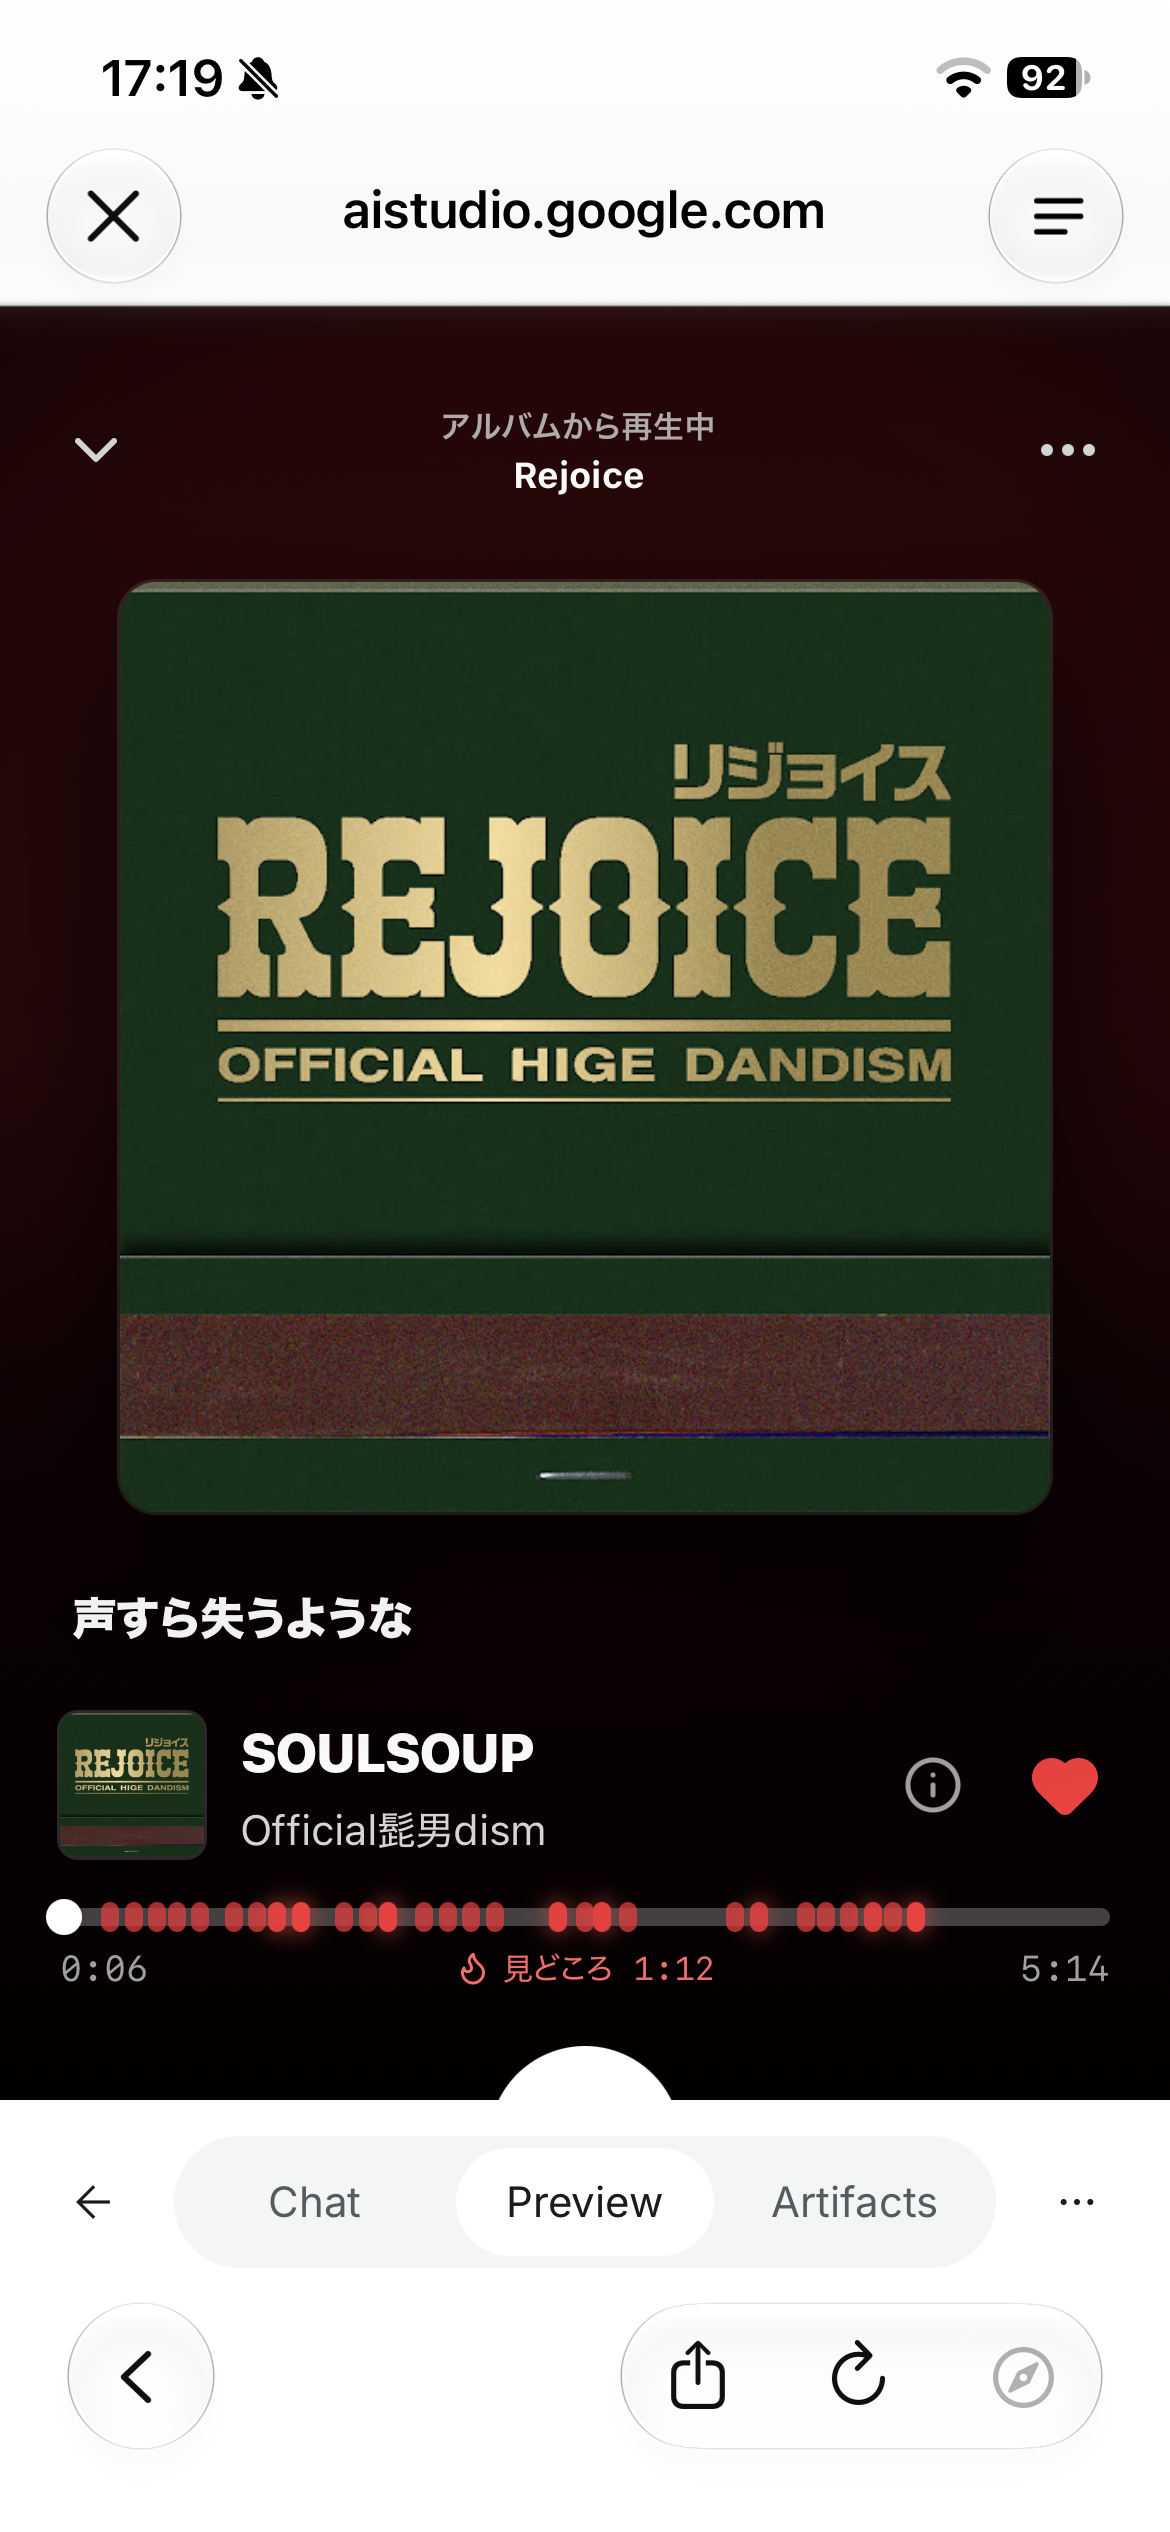 17:19
92
aistudio.google.com
アルバムから再生中
Rejoice
リジョイス
REJOICE
OFFICIAL HIGE DANDISM
声すら失うような
リジョイス
REJOICE
OFFICIAL HIGE DANDISM
SOULSOUP
Official髭男dism
0:06
見どころ 1:12
5:14
Chat
Preview
Artifacts